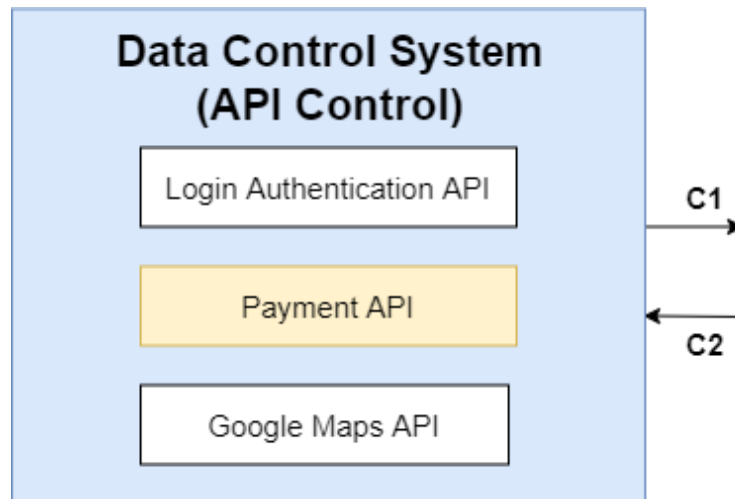 Data Control System
(API Control)
Login Authentication API
C1
Payment API
C2
Google Maps API